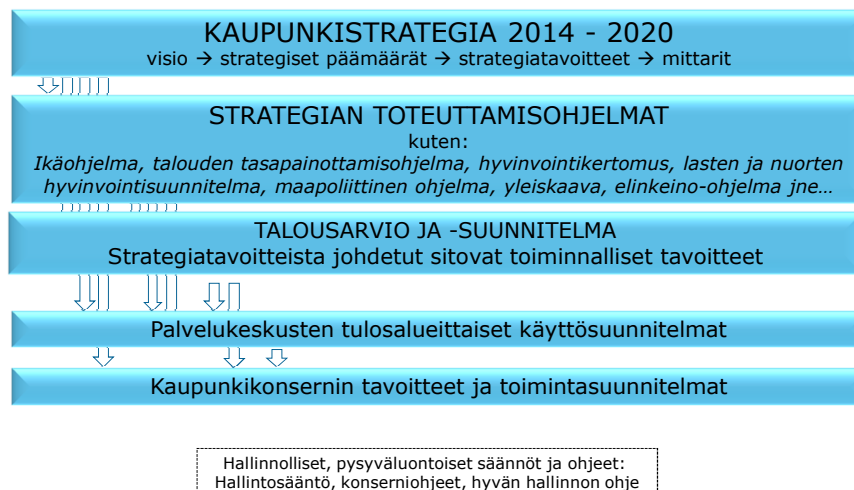 KAUPUNKISTRATEGIA 2014 - 2020
visio → strategiset päämäärät → strategiatavoitteet → mittarit
STRATEGIAN TOTEUTTAMISOHJELMAT
kuten:
Ikäohjelma, talouden tasapainottamisohjelma, hyvinvointikertomus, lasten ja nuorten
hyvinvointisuunnitelma, maapoliittinen ohjelma, yleiskaava, elinkeino-ohjelma jne…
TALOUSARVIO JA -SUUNNITELMA
Strategiatavoitteista johdetut sitovat toiminnalliset tavoitteet
Palvelukeskusten tulosalueittaiset käyttösuunnitelmat
Kaupunkikonsernin tavoitteet ja toimintasuunnitelmat
Hallinnolliset, pysyväluontoiset säännöt ja ohjeet:
Hallintosääntö, konserniohjeet, hyvän hallinnon ohje